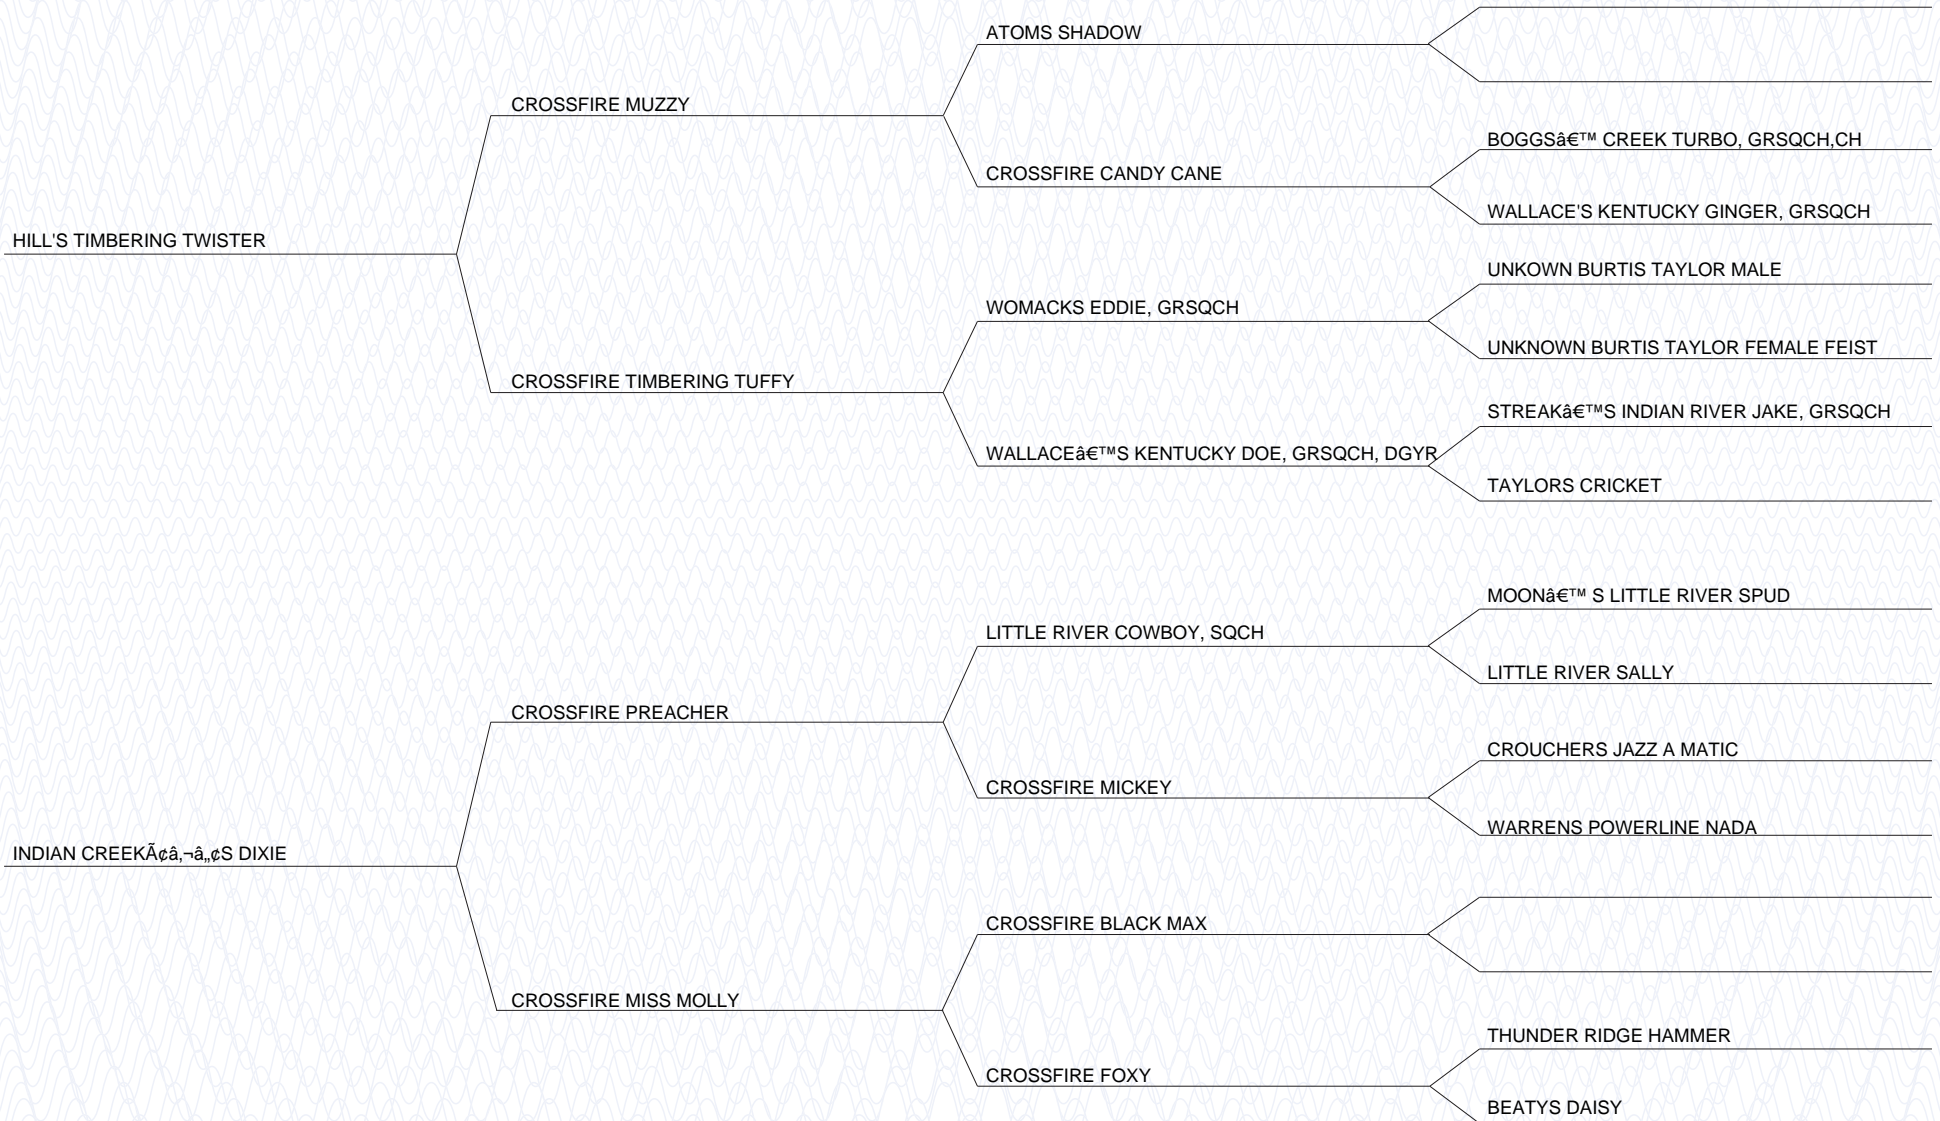 ATOMS SHADOW
CROSSFIRE MUZZY
BOGGSâ€™ CREEK TURBO, GRSQCH,CH
CROSSFIRE CANDY CANE
WALLACE'S KENTUCKY GINGER, GRSQCH
HILL'S TIMBERING TWISTER
UNKOWN BURTIS TAYLOR MALE
WOMACKS EDDIE, GRSQCH
UNKNOWN BURTIS TAYLOR FEMALE FEIST
CROSSFIRE TIMBERING TUFFY
STREAKâ€™S INDIAN RIVER JAKE, GRSQCH
WALLACEâ€™S KENTUCKY DOE, GRSQCH, DGYR
TAYLORS CRICKET
MOONâ€™ S LITTLE RIVER SPUD
LITTLE RIVER COWBOY, SQCH
LITTLE RIVER SALLY
CROSSFIRE PREACHER
CROUCHERS JAZZ A MATIC
CROSSFIRE MICKEY
WARRENS POWERLINE NADA
INDIAN CREEKÃ¢â‚¬â„¢S DIXIE
CROSSFIRE BLACK MAX
CROSSFIRE MISS MOLLY
THUNDER RIDGE HAMMER
CROSSFIRE FOXY
BEATYS DAISY